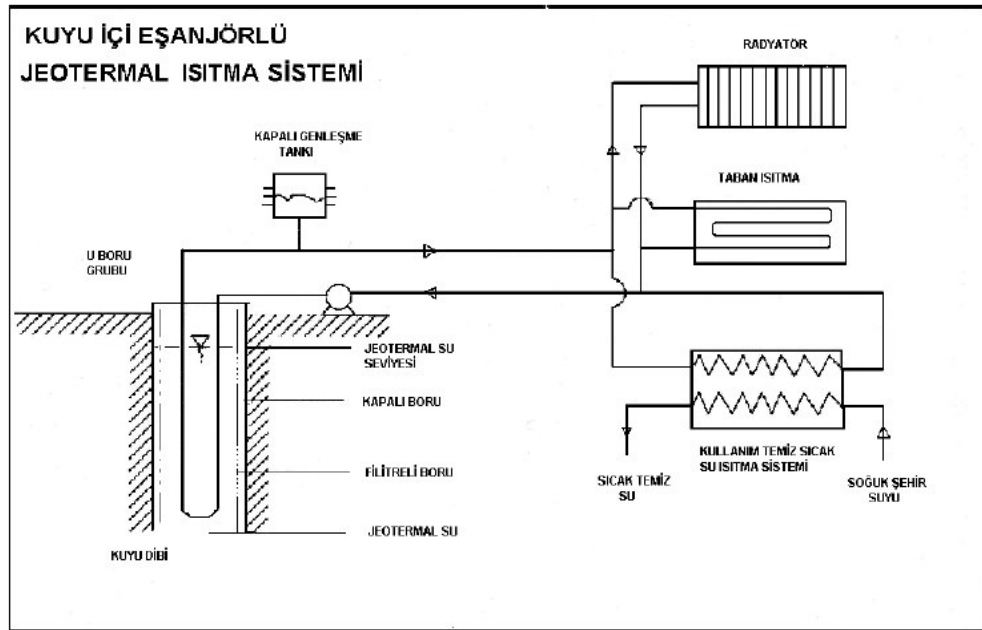 KUYU İÇİ EŞANJÖRLÜ
JEOTERMAL ISITMA SİSTEMİ
RADYATÖR
KAPALI GENLEŞME
TANKI
TABAN ISITMA
U BORU
GRUBU
JEOTERMAL SU
SEVİYESİ
KAPALI BORU
FİLİTRELİ BORU
JEOTERMAL SU
KUYU DİBİ
KULLANIM TEMİZ SICAK
SU ISITMA SİSTEMİ
SICAK TEMİZ
SU
SOĞUK ŞEHİR
SUYU